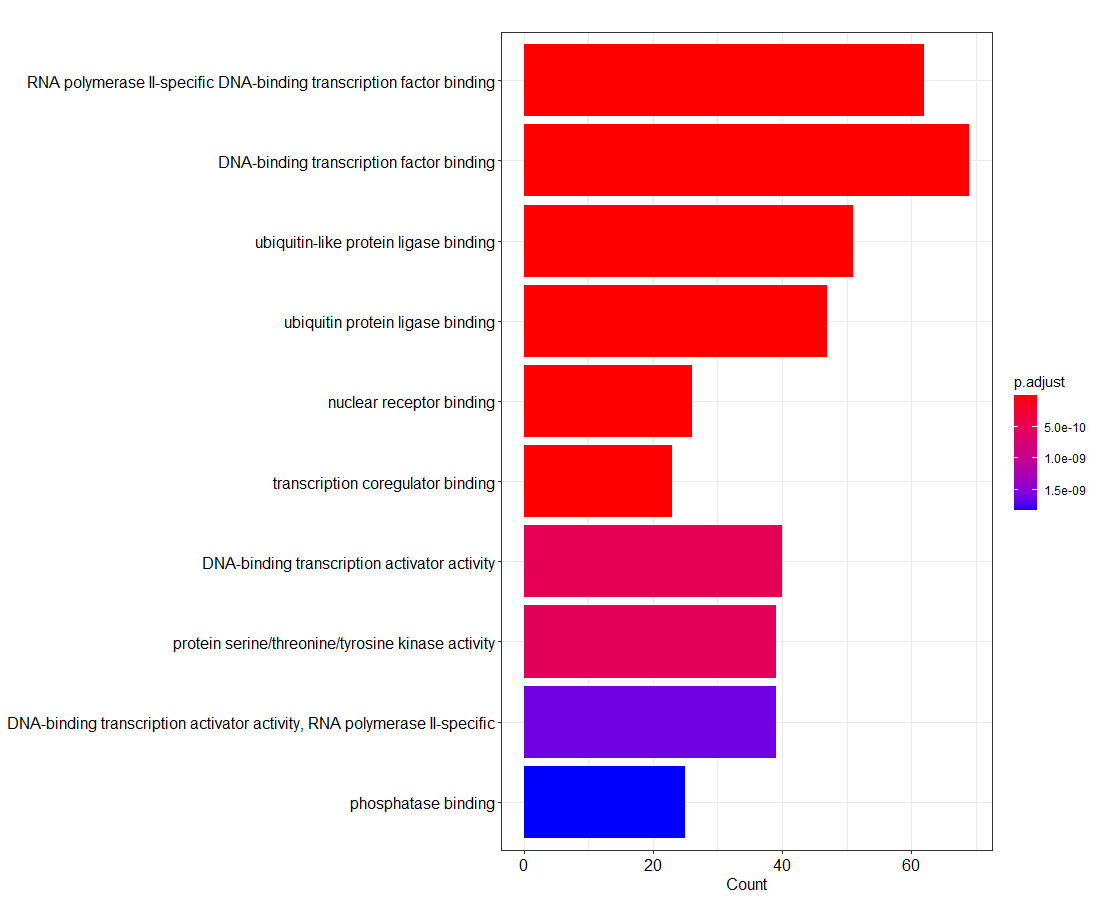 RNA polymerase II-specific DNA-binding transcription factor binding
DNA-binding transcription factor binding
ubiquitin-like protein ligase binding
ubiquitin protein ligase binding
nuclear receptor binding
transcription coregulator binding
DNA-binding transcription activator activity
protein serine/threonine/tyrosine kinase activity
DNA-binding transcription activator activity, RNA polymerase II-specific
phosphatase binding
0 20 40 60
Count
p.adjust
5.0e-10
1.0e-09
1.5e-09